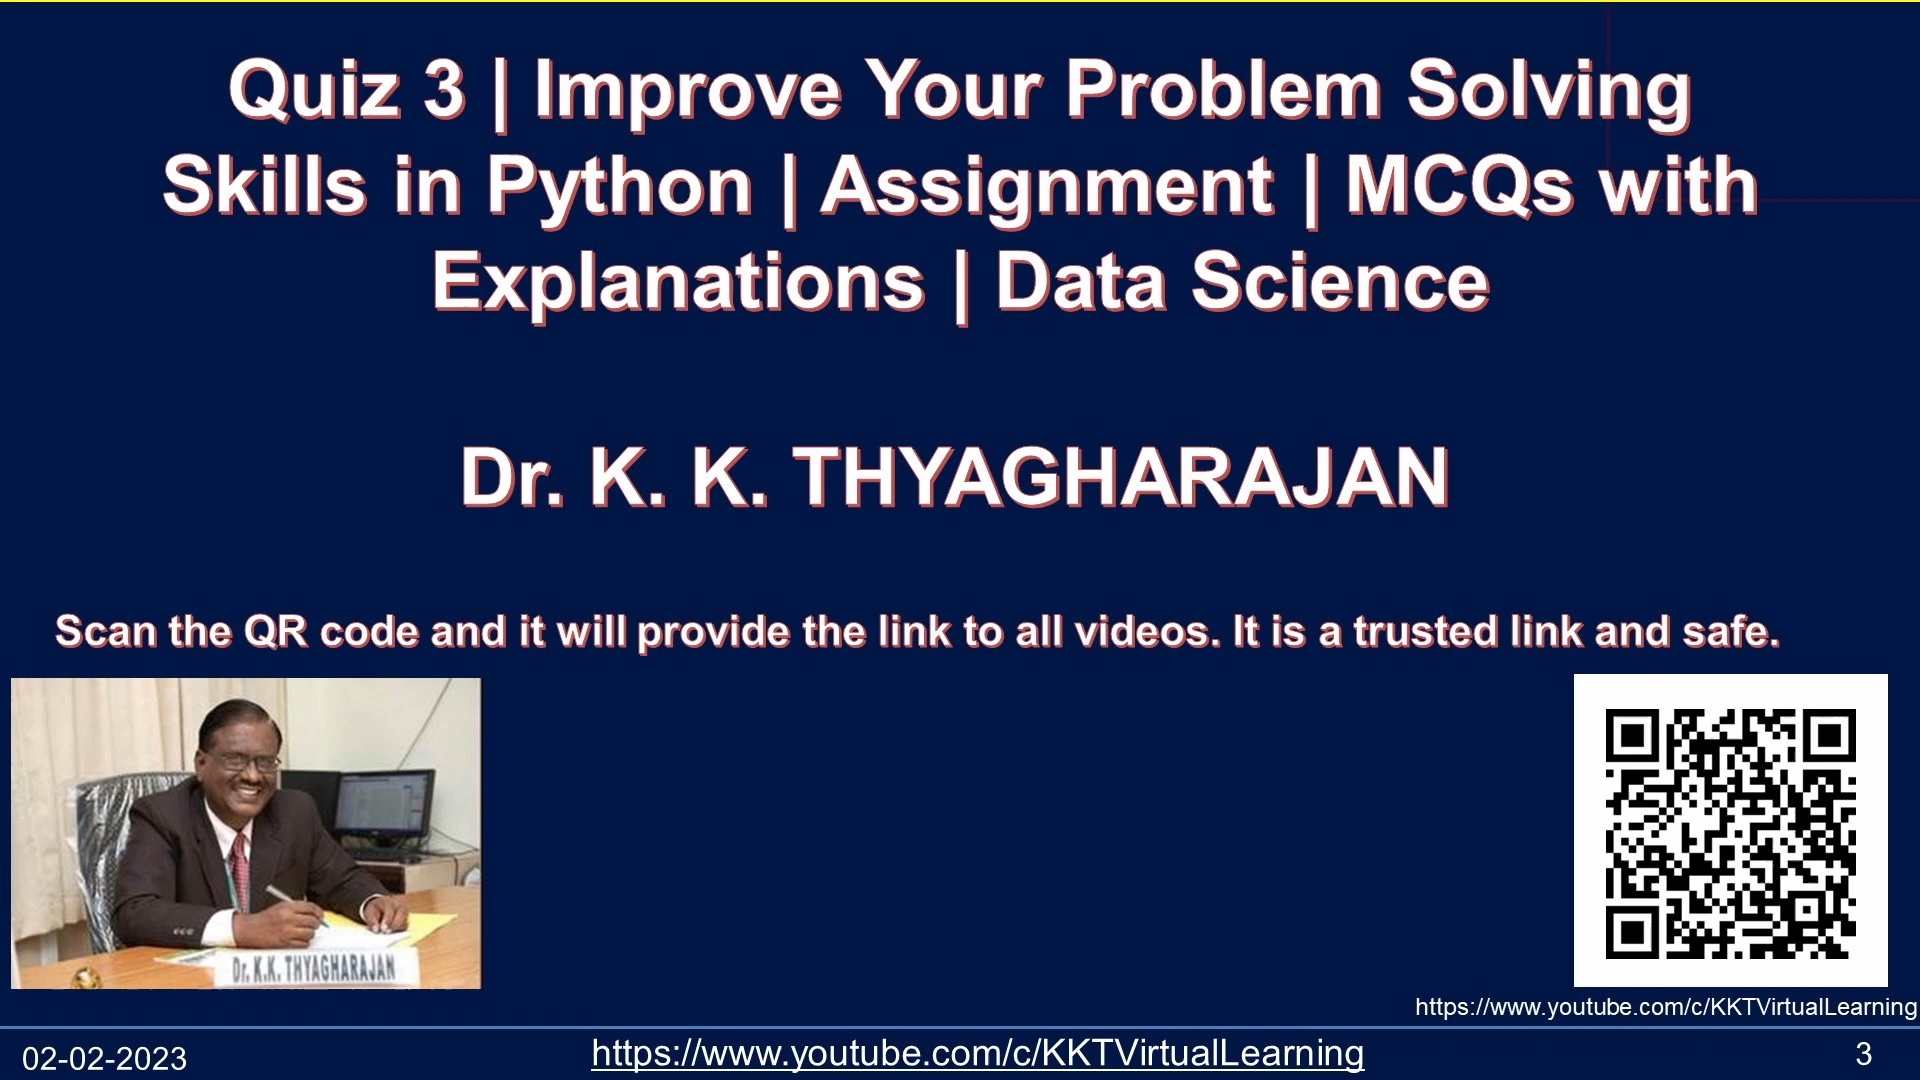 Quiz 3 | Improve Your Problem Solving
Skills in Python | Assignment | MCQs with
Explanations | Data Science
Dr. K. K. THYAGHARAJAN
Scan the QR code and it will provide the link to all videos. It is a trusted link and safe.
Dr. K.K. THYAGHARAJAN
https://www.youtube.com/c/KKTVirtualLearning
02-02-2023
https://www.youtube.com/c/KKTVirtualLearning
3